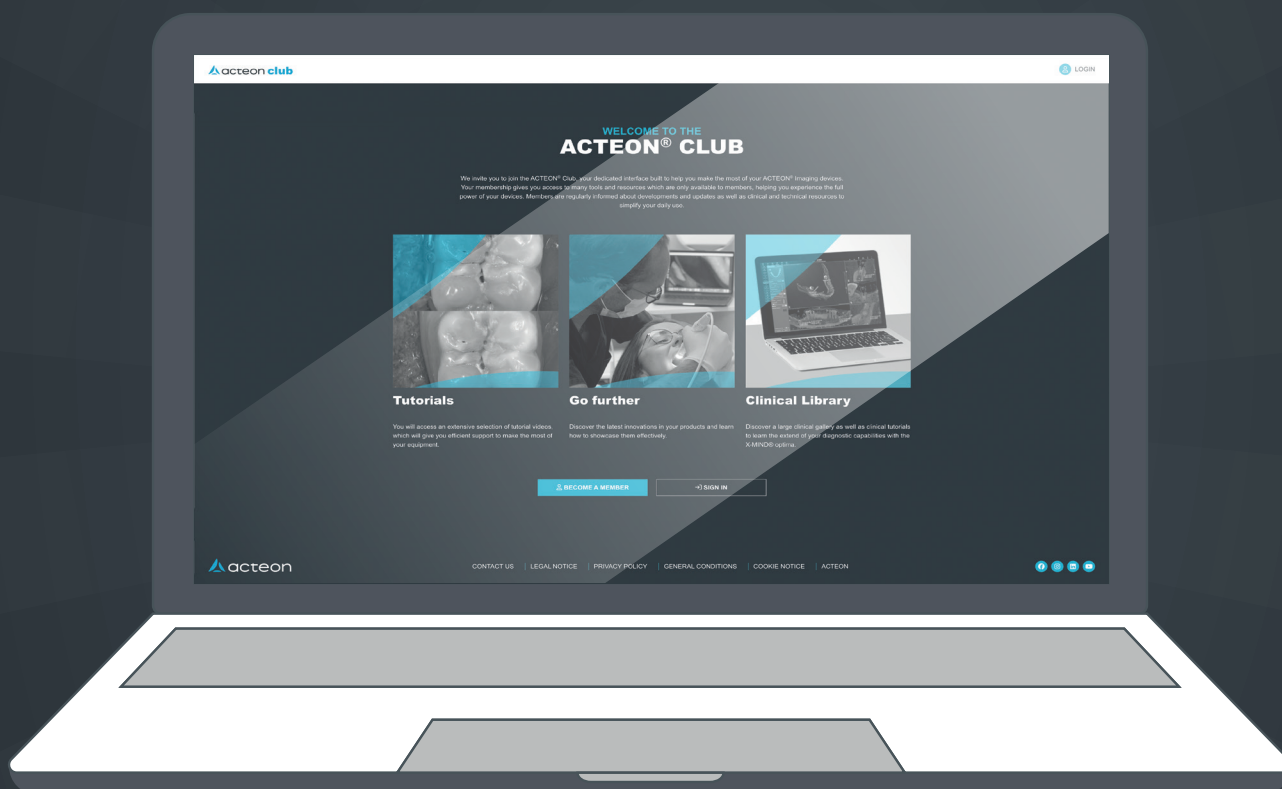 acteon club
LOGIN
WELCOME TO THE
ACTEON® CLUB
We invite you to join the ACTEON® Club, your dedicated interface built to help you make the most of your ACTEON® Imaging devices.
Your membership gives you access to many tools and resources which are only available to members, helping you experience the full
power of your devices. Members are regularly informed about developments and updates as well as clinical and technical resources to
simplify your daily use.
Tutorials
You will access an extensive selection of tutorial videos.
which will give you efficient support to make the most of
your equipment.
Go further
Discover the latest innovations in your products and learn
how to showcase them effectively.
Clinical Library
Discover a large clinical gallery as well as clinical tutorials
to learn the extend of your diagnostic capabilities with the
X-MIND® optima.
BECOME A MEMBER
SIGN IN
acteon
CONTACT US | LEGAL NOTICE | PRIVACY POLICY | GENERAL CONDITIONS | COOKIE NOTICE | ACTEON